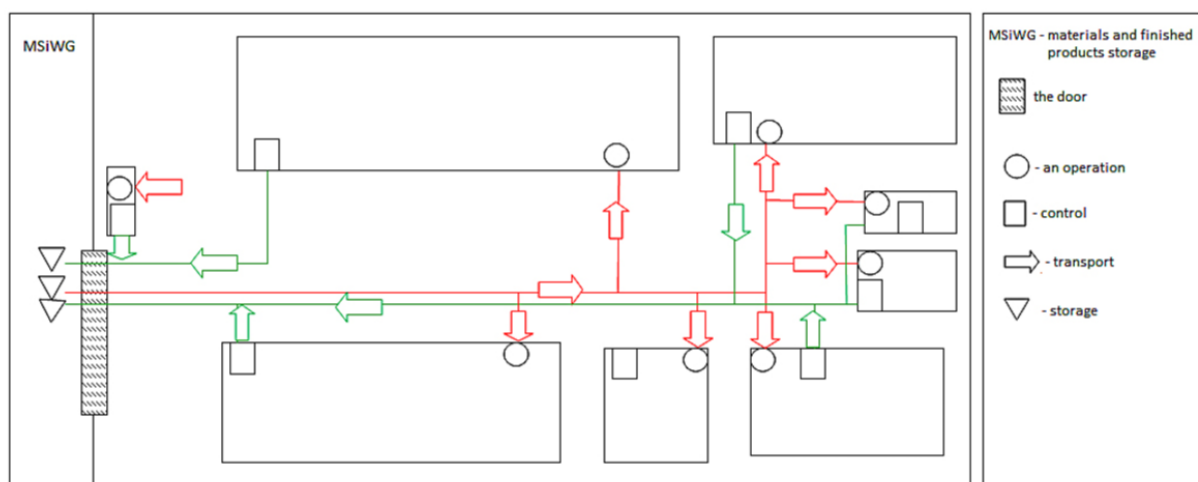 MSiWG
MSiWG - materials and finished
products storage
the door
- an operation
- control
- transport
- storage